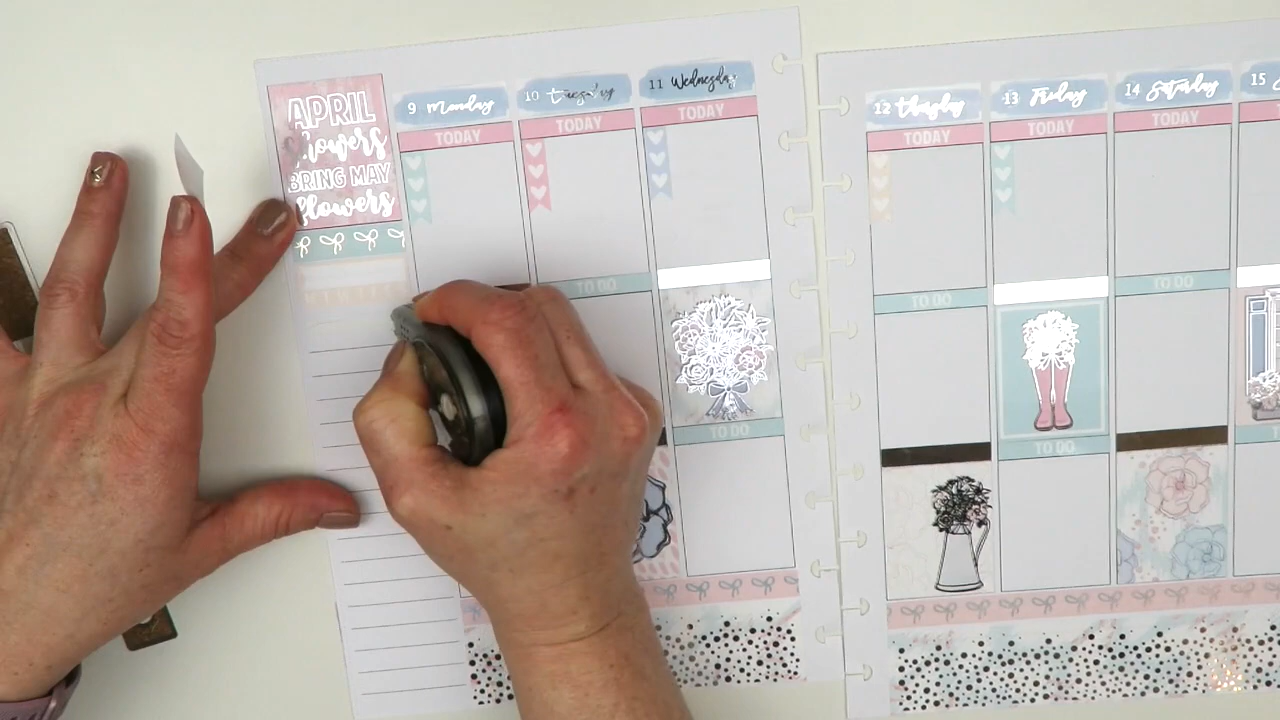 APRIL
flowers
BRING MAY
flowers
9 Monday
10 Tuesday
11 Wednesday
12 Thursday
13 Friday
14 Saturday
15
TODAY
TODAY
TODAY
TODAY
TODAY
TODAY
TO DO
TO DO
TO DO
TO DO
TO DO